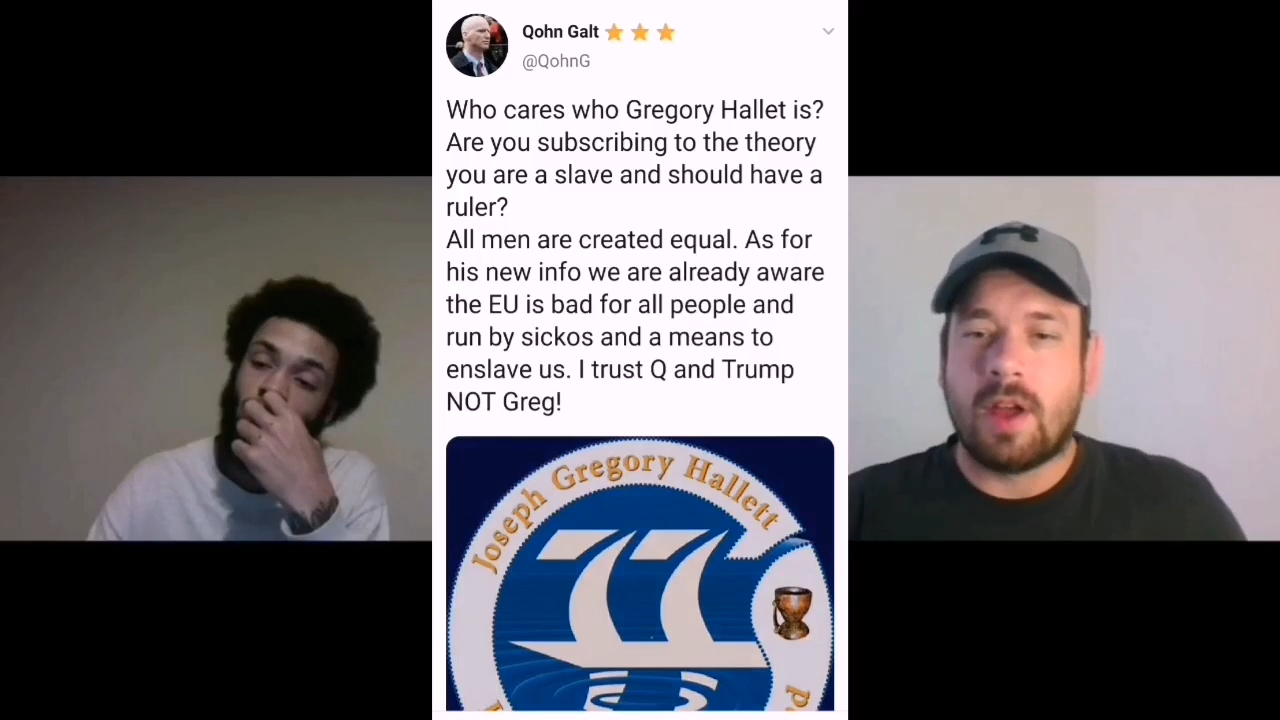 Qohn Galt
@QohnG
Who cares who Gregory Hallet is?
Are you subscribing to the theory
you are a slave and should have a
ruler?
All men are created equal. As for
his new info we are already aware
the EU is bad for all people and
run by sickos and a means to
enslave us. I trust Q and Trump
NOT Greg!
Joseph Gregory Hallett